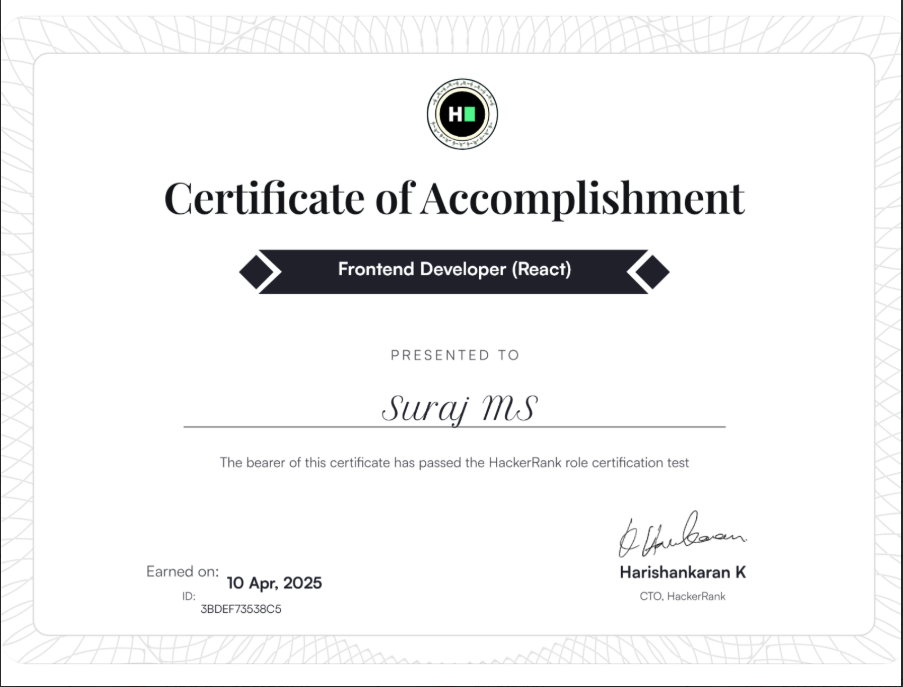 H
Certificate of Accomplishment
Frontend Developer (React)
PRESENTED TO
Suraj MS
The bearer of this certificate has passed the HackerRank role certification test
Earned on: 10 Apr, 2025
ID: 3BDEF73538C5
Harishankaran K
CTO, HackerRank